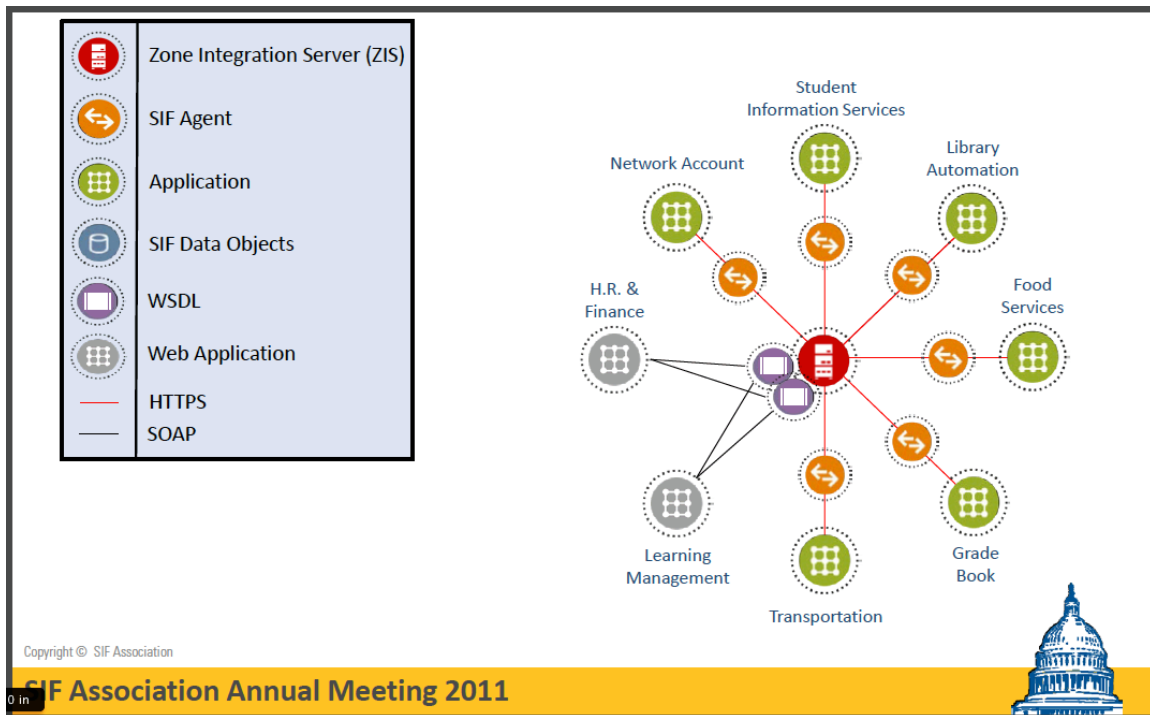 Zone Integration Server (ZIS)
SIF Agent
Application
SIF Data Objects
WSDL
Web Application
HTTPS
SOAP
Student
Information Services
Network Account
Library
Automation
H.R. &
Finance
Food
Services
Learning
Management
Grade
Book
Transportation
Copyright © SIF Association
SIF Association Annual Meeting 2011
0 in